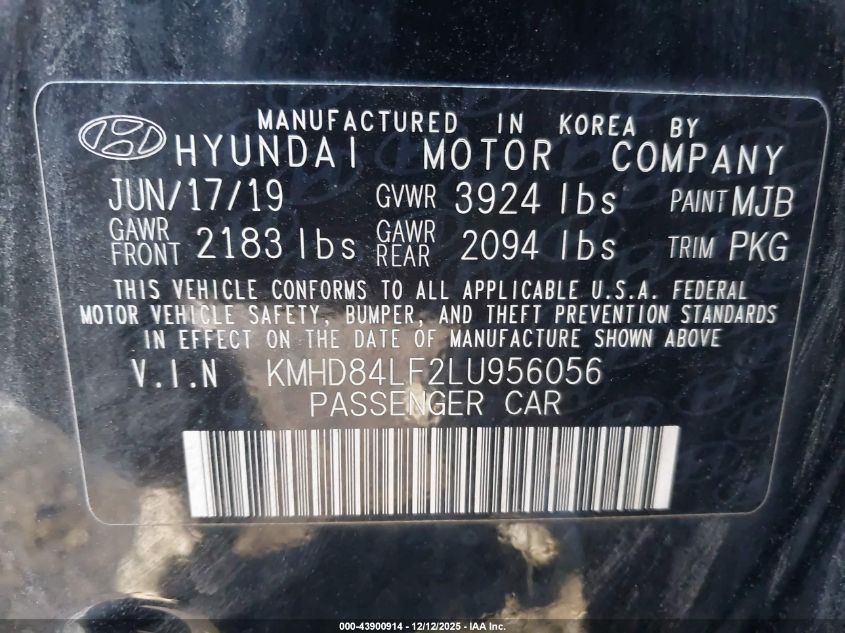 MANUFACTURED IN KOREA BY
HYUNDAI MOTOR COMPANY
JUN/17/19 GVWR 3924 lbs PAINT MJB
GAWR FRONT 2183 lbs GAWR REAR 2094 lbs TRIM PKG
THIS VEHICLE CONFORMS TO ALL APPLICABLE U.S.A. FEDERAL
MOTOR VEHICLE SAFETY, BUMPER, AND THEFT PREVENTION STANDARDS
IN EFFECT ON THE DATE OF MANUFACTURE SHOWN ABOVE
V.I.N KMHD84LF2LU956056
PASSENGER CAR
000-43900914 - 12/12/2025 - IAA Inc.